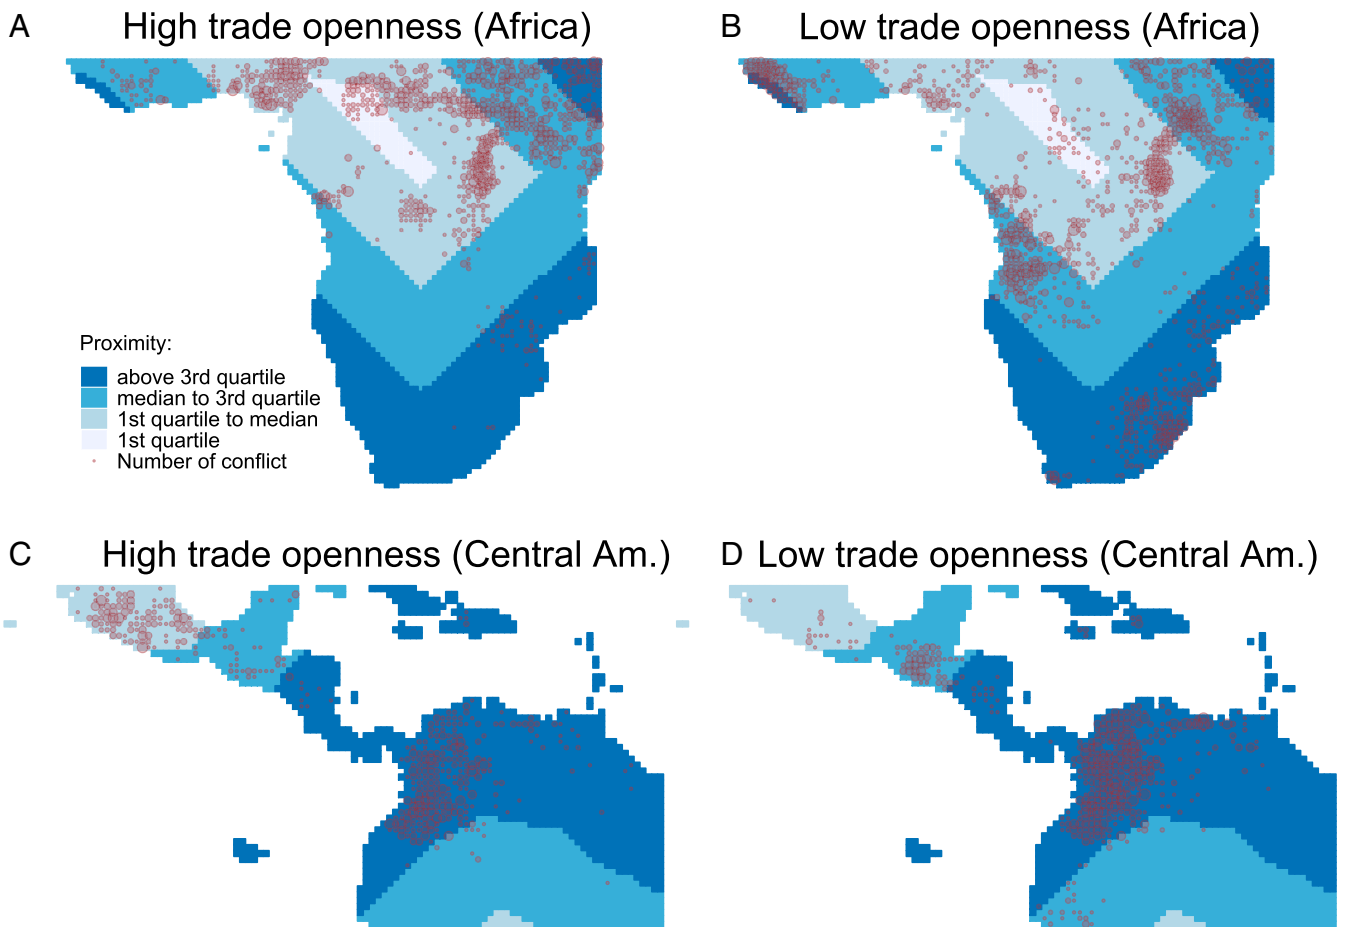 A High trade openness (Africa)
B Low trade openness (Africa)
Proximity:
above 3rd quartile
median to 3rd quartile
1st quartile to median
1st quartile
Number of conflict
C High trade openness (Central Am.)
D Low trade openness (Central Am.)